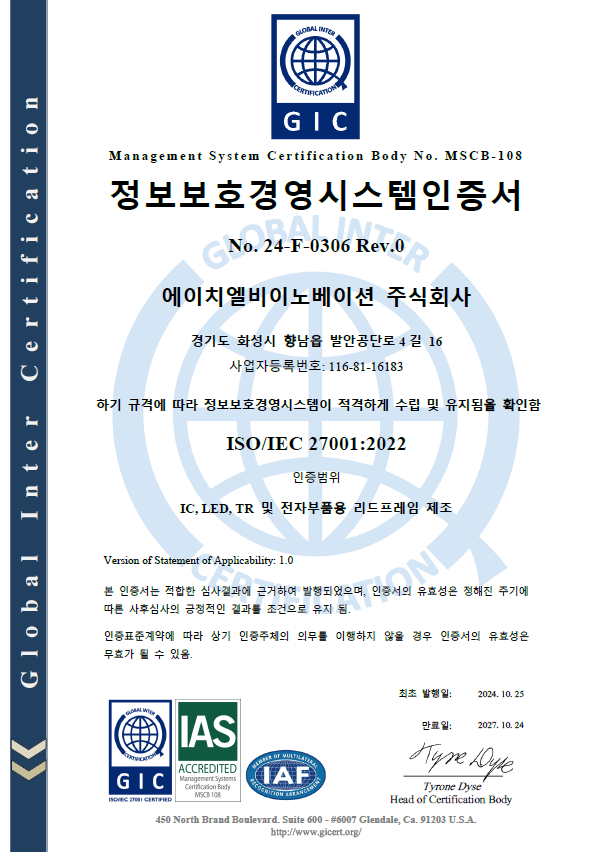 Global Inter Certification
GLOBAL INTER
CERTIFICATION
GIC
Management System Certification Body No. MSCB-108
정보보호경영시스템인증서
GLOBAL INTER
No. 24-F-0306 Rev.0
에이치엘비이노베이션 주식회사
경기도 화성시 향남읍 발안공단로 4 길 16
사업자등록번호: 116-81-16183
하기 규격에 따라 정보보호경영시스템이 적격하게 수립 및 유지됨을 확인함
ISO/IEC 27001:2022
인증범위
IC, LED, TR 및 전자부품용 리드프레임 제조
CERTIFICATION
Version of Statement of Applicability: 1.0
본 인증서는 적합한 심사결과에 근거하여 발행되었으며, 인증서의 유효성은 정해진 주기에
따른 사후심사의 긍정적인 결과를 조건으로 유지 됨.
인증표준계약에 따라 상기 인증주체의 의무를 이행하지 않을 경우 인증서의 유효성은
무효가 될 수 있음.
최초 발행일: 2024. 10. 25
만료일: 2027. 10. 24
GLOBAL INTER
CERTIFICATION
GIC
ISO/IEC 27001 CERTIFIED
IAS
ACCREDITED
Management Systems
Certification Body
MSCB 108
MEMBER OF MULTILATERAL
IAF
RECOGNITION ARRANGEMENT
Tyrone Dyse
Tyrone Dyse
Head of Certification Body
450 North Brand Boulevard. Suite 600 - #6007 Glendale, Ca. 91203 U.S.A.
http://www.gicert.org/